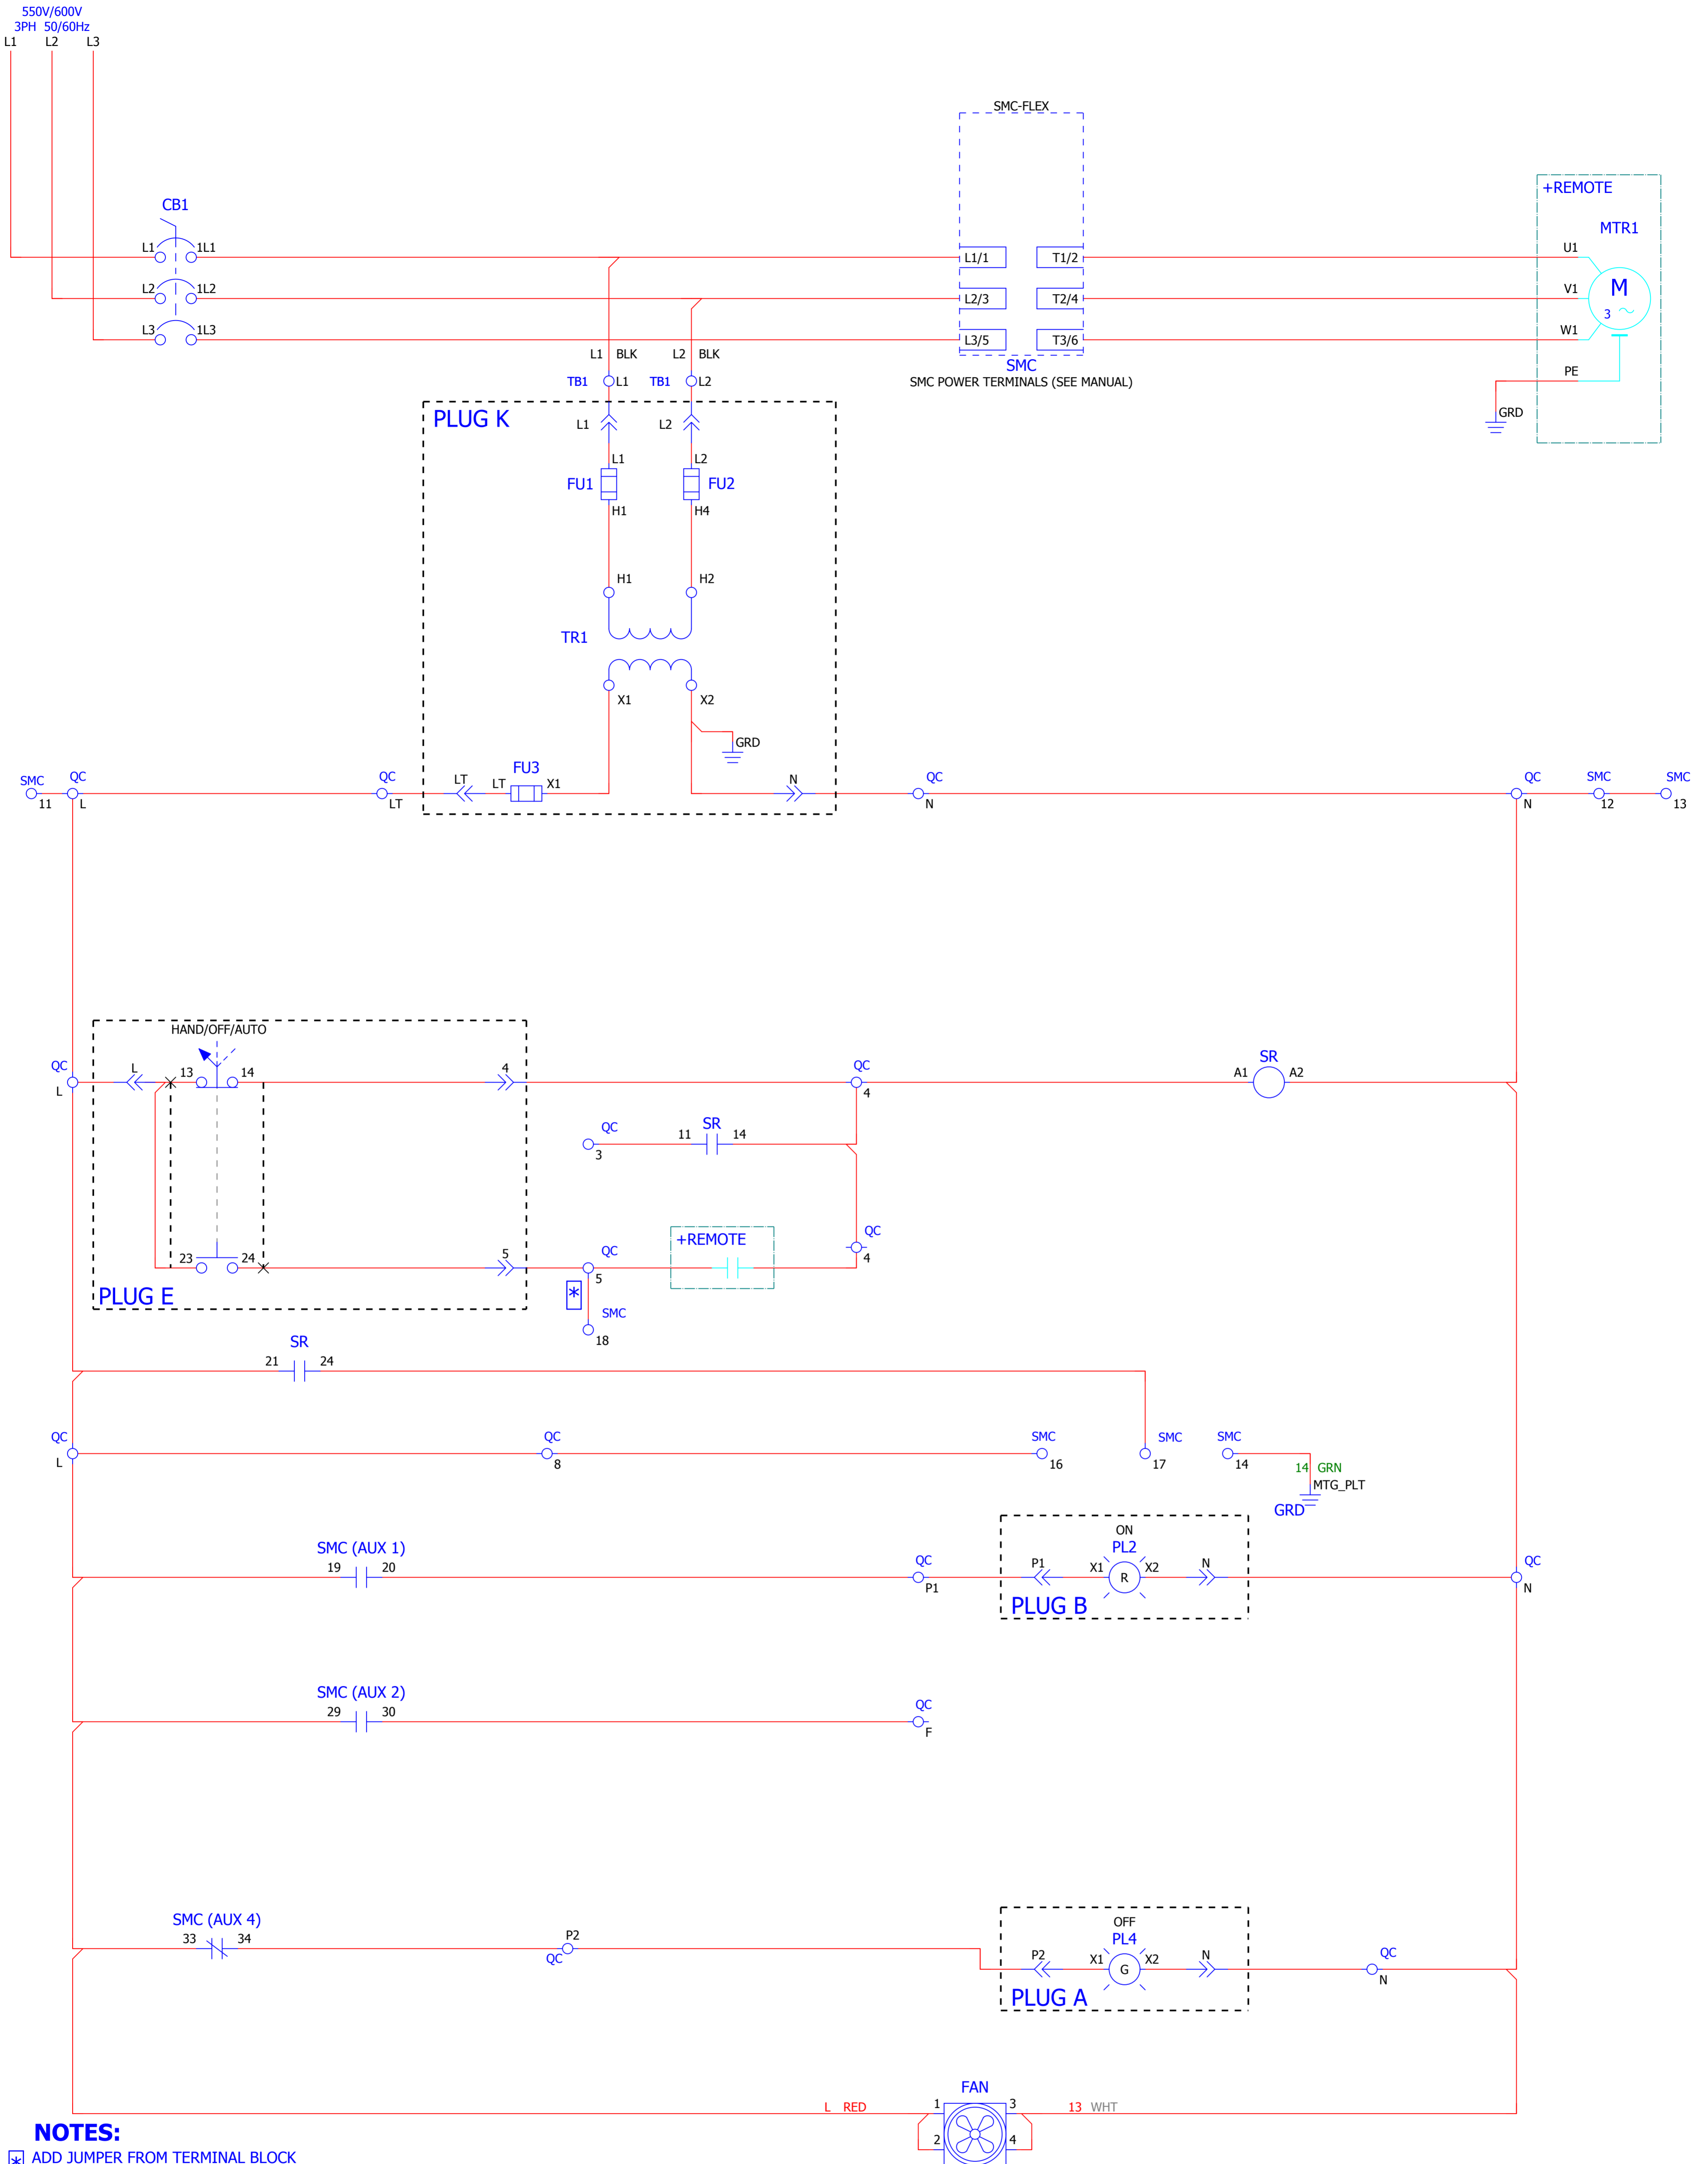 550V/600V
3PH 50/60Hz
L1 L2 L3
SMC-FLEX
+REMOTE
CB1
MTR1
L1 1L1 L1/1 T1/2 U1
L2 1L2 L2/3 T2/4 V1
M
3
L3 1L3 L3/5 T3/6 W1
L1 BLK L2 BLK
SMC
PE
TB1 L1 TB1 L2
SMC POWER TERMINALS (SEE MANUAL)
PLUG K
L1 L2
GRD
L1 L2
FU1 FU2
H1 H4
H1 H2
TR1
X1 X2
GRD
FU3
SMC QC QC LT LT X1 N QC QC SMC SMC
11 L LT N N 12 13
HAND/OFF/AUTO
QC L 13 14 4 QC SR
A1 A2
L 4
QC SR
11 14
3
QC
+REMOTE
23 24 5 QC 4
5
PLUG E
*
SMC
18
SR
21 24
QC QC SMC SMC SMC
L 8 16 17 14
14 GRN
MTG_PLT
GRD
ON
SMC (AUX 1) PL2
19 20 QC P1 X1 X2 N QC
R
P1 N
PLUG B
SMC (AUX 2)
29 30 QC
F
OFF
SMC (AUX 4) PL4
33 34 P2 P2 X1 X2 N QC
QC G N
PLUG A
FAN
L RED 1 3 13 WHT
2 4
NOTES:
* ADD JUMPER FROM TERMINAL BLOCK